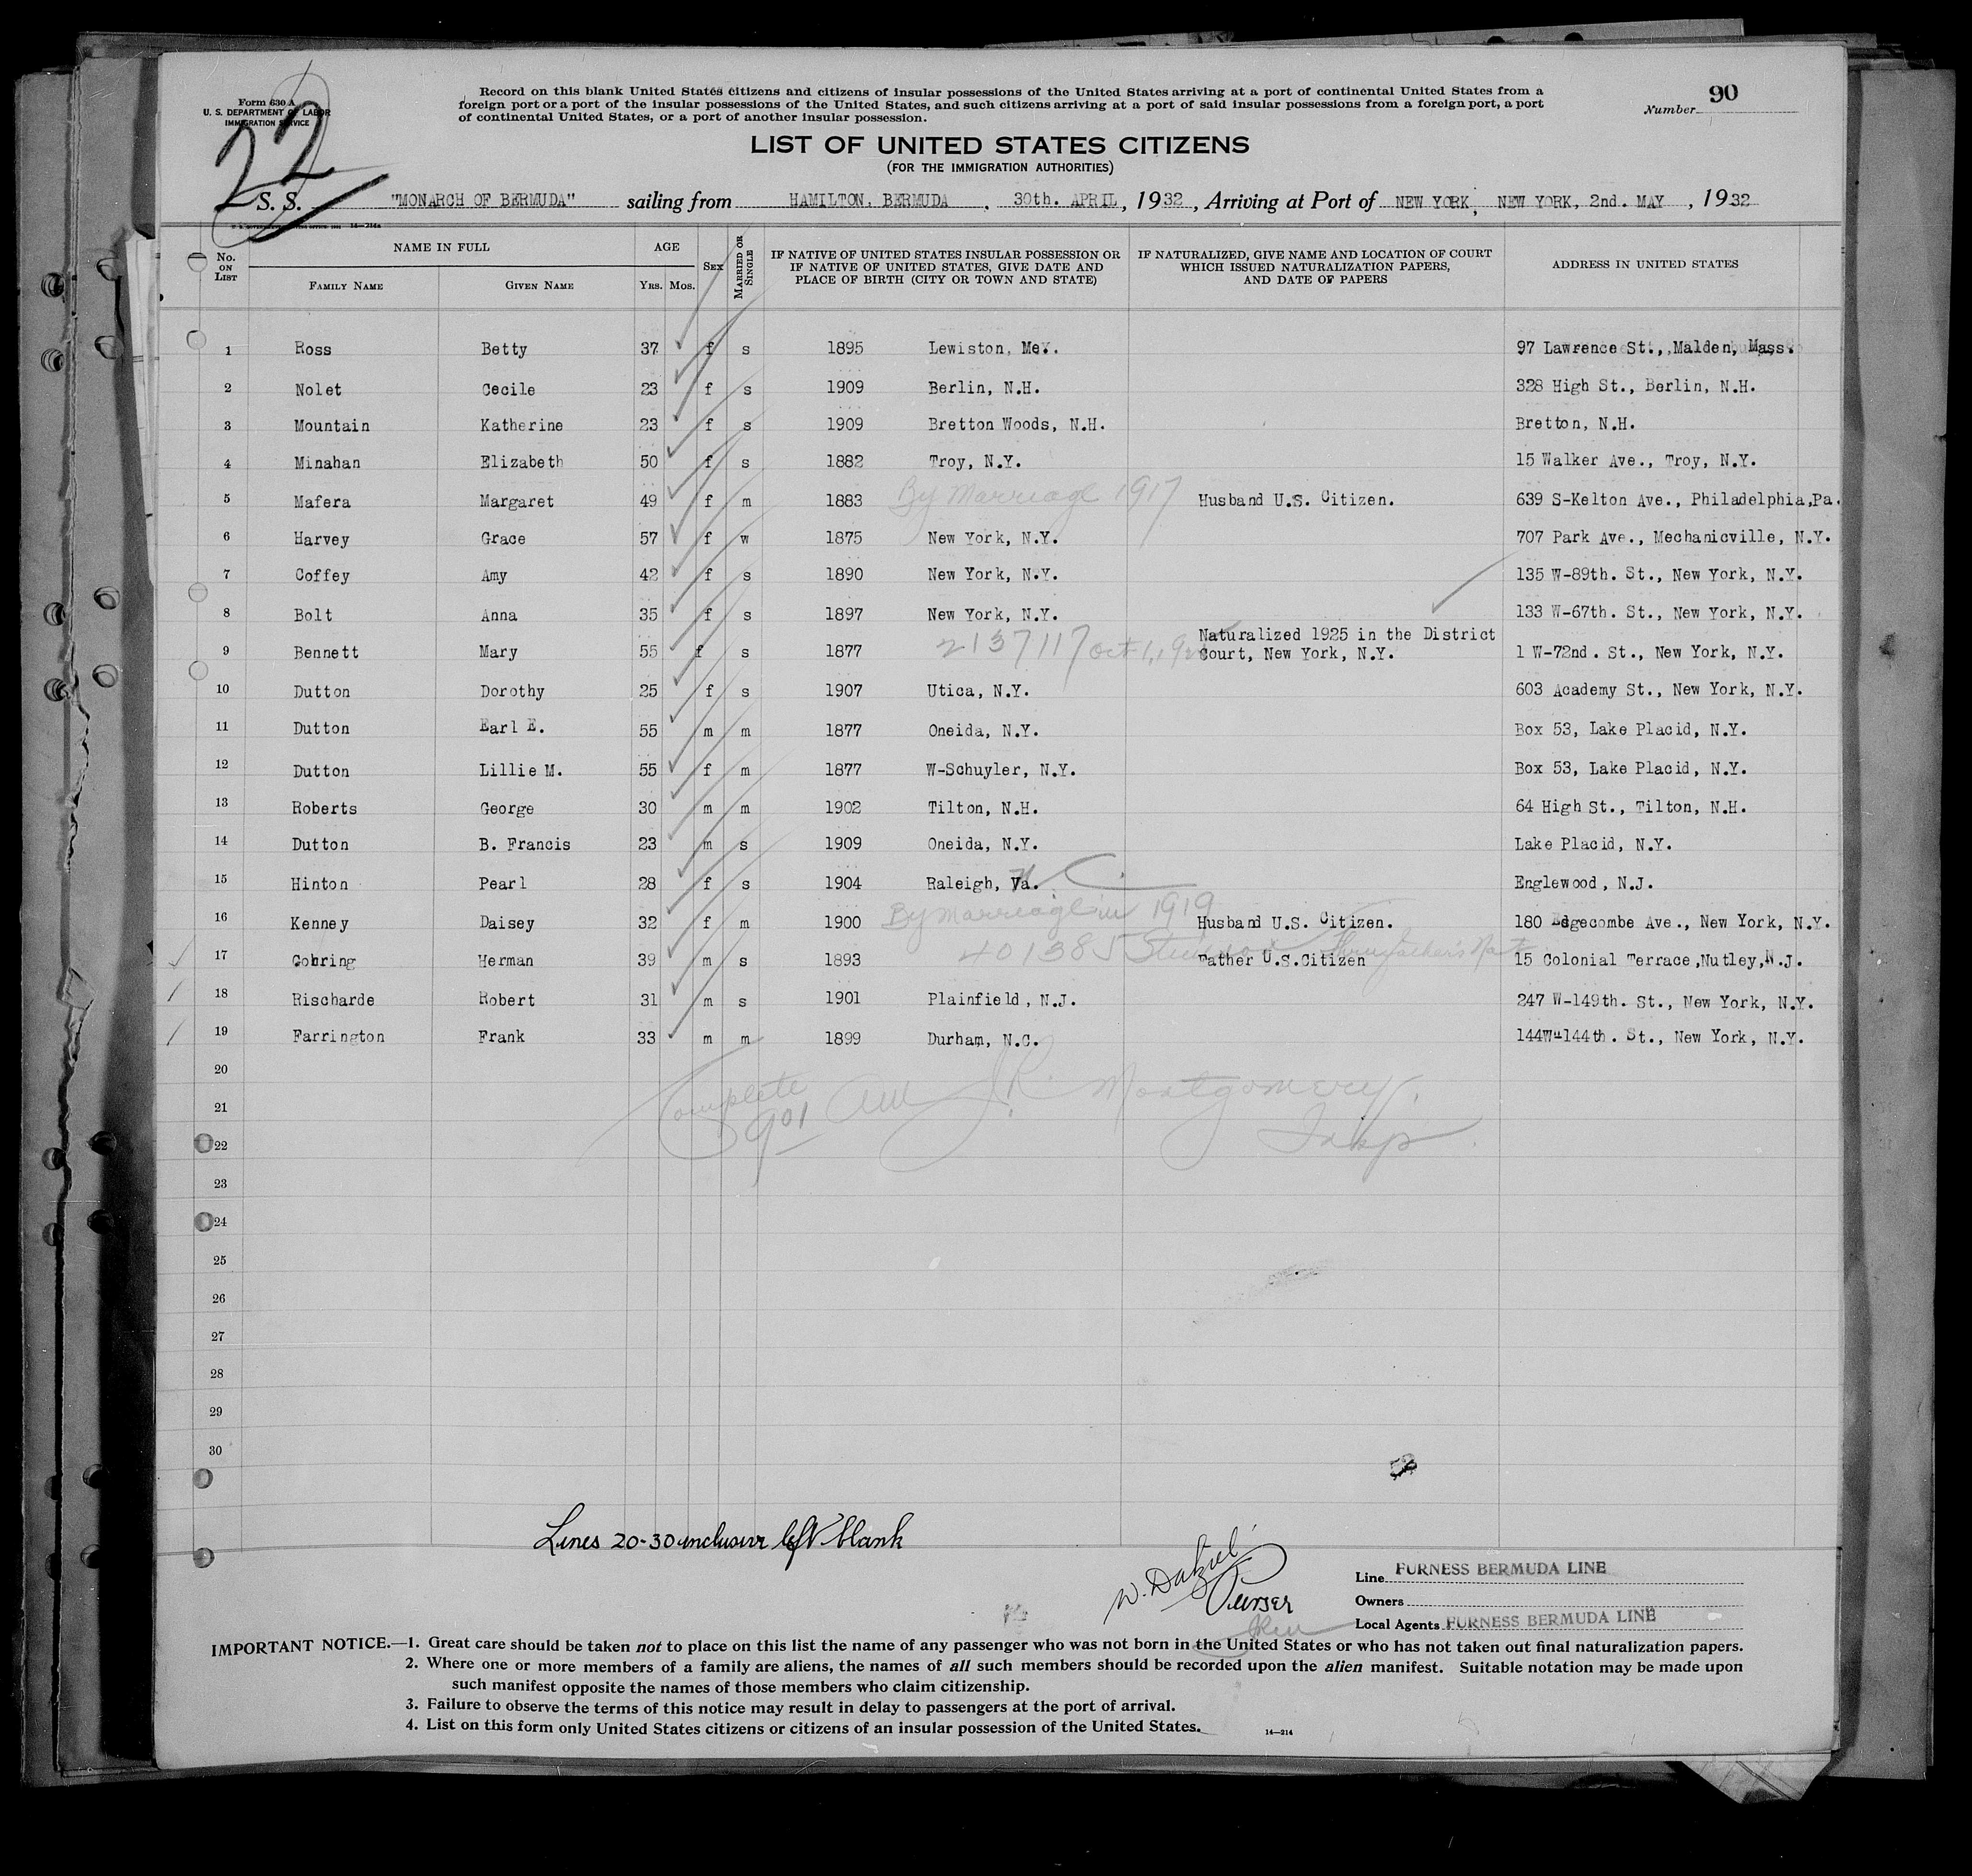 Form 630 A
U. S. DEPARTMENT OF LABOR
IMMIGRATION SERVICE
22
Record on this blank United States citizens and citizens of insular possessions of the United States arriving at a port of continental United States from a
foreign port or a port of the insular possessions of the United States, and such citizens arriving at a port of said insular possessions from a foreign port, a port
of continental United States, or a port of another insular possession.
Number 90
LIST OF UNITED STATES CITIZENS
(FOR THE IMMIGRATION AUTHORITIES)
S. S. "MONARCH OF BERMUDA" sailing from HAMILTON. BERMUDA . 30th. APRIL, 1932, Arriving at Port of NEW YORK, NEW YORK, 2nd. MAY, 1932
14—214a
No. ON LIST NAME IN FULL FAMILY NAME GIVEN NAME AGE YRS. MOS. SEX MARRIED OR SINGLE IF NATIVE OF UNITED STATES INSULAR POSSESSION OR IF NATIVE OF UNITED STATES, GIVE DATE AND PLACE OF BIRTH (CITY OR TOWN AND STATE) IF NATURALIZED, GIVE NAME AND LOCATION OF COURT WHICH ISSUED NATURALIZATION PAPERS, AND DATE OF PAPERS ADDRESS IN UNITED STATES
1 Ross Betty 37 f s 1895 Lewiston, Me. 97 Lawrence St., Malden, Mass.
2 Nolet Cecile 23 f s 1909 Berlin, N.H. 328 High St., Berlin, N.H.
3 Mountain Katherine 23 f s 1909 Bretton Woods, N.H. Bretton, N.H.
4 Minahan Elizabeth 50 f s 1882 Troy, N.Y. 15 Walker Ave., Troy, N.Y.
5 Mafera Margaret 49 f m 1883 By Marriage 1917 Husband U.S. Citizen. 639 S-Kelton Ave., Philadelphia,Pa.
6 Harvey Grace 57 f w 1875 New York, N.Y. 707 Park Ave., Mechanicville, N.Y.
7 Coffey Amy 42 f s 1890 New York, N.Y. 135 W-89th. St., New York, N.Y.
8 Bolt Anna 35 f s 1897 New York, N.Y. 133 W-67th. St., New York, N.Y.
Naturalized 1925 in the District
9 Bennett Mary 55 f s 1877 2137117 Oct 1, Court, New York, N.Y. 1 W-72nd. St., New York, N.Y.
10 Dutton Dorothy 25 f s 1907 Utica, N.Y. 603 Academy St., New York, N.Y.
11 Dutton Earl E. 55 m m 1877 Oneida, N.Y. Box 53, Lake Placid, N.Y.
12 Dutton Lillie M. 55 f m 1877 W-Schuyler, N.Y. Box 53, Lake Placid, N.Y.
13 Roberts George 30 m m 1902 Tilton, N.H. 64 High St., Tilton, N.H.
14 Dutton B. Francis 23 m s 1909 Oneida, N.Y. Lake Placid, N.Y.
15 Hinton Pearl 28 f s 1904 Raleigh, Va. N C. Englewood, N.J.
16 Kenney Daisey 32 f m 1900 By Marriage in 1919 Husband U.S. Citizen. 180 Edgecombe Ave., New York, N.Y.
17 Gohring Herman 39 m s 1893 401385 Father U.S.Citizen 15 Colonial Terrace,Nutley,N.J.
18 Rischarde Robert 31 m s 1901 Plainfield, N.J. 247 W-149th. St., New York, N.Y.
19 Farrington Frank 33 m m 1899 Durham, N.C. 144W-144th. St., New York, N.Y.
20
Complete 901 J.R. Montgomery.
21
Insp.
22
23
24
25
26
27
28
29
30
Lines 20-30 inclusive left blank
W. Dalziel
Purser
Line FURNESS BERMUDA LINE
Owners
Local Agents FURNESS BERMUDA LINE
IMPORTANT NOTICE.—1. Great care should be taken not to place on this list the name of any passenger who was not born in the United States or who has not taken out final naturalization papers.
2. Where one or more members of a family are aliens, the names of all such members should be recorded upon the alien manifest. Suitable notation may be made upon
such manifest opposite the names of those members who claim citizenship.
3. Failure to observe the terms of this notice may result in delay to passengers at the port of arrival.
4. List on this form only United States citizens or citizens of an insular possession of the United States.
14—214